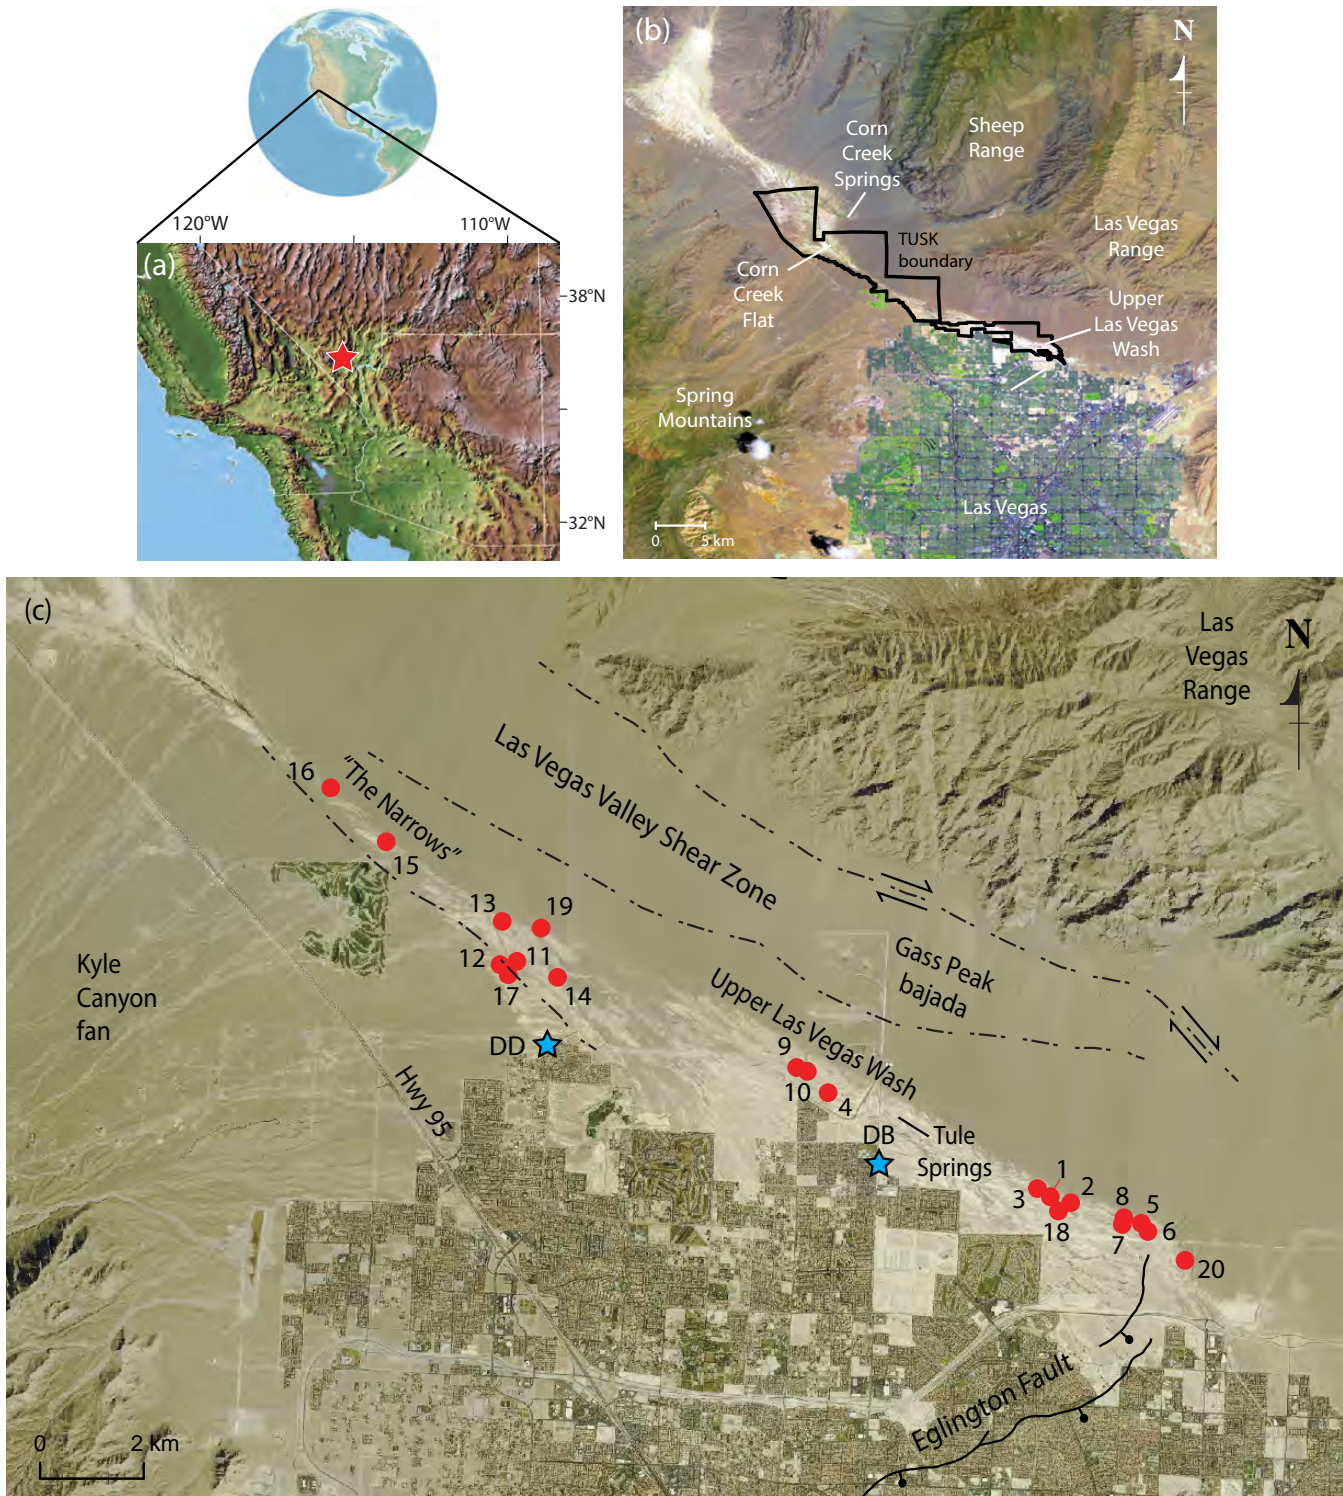 120°W
110°W
(a)
38°N
32°N
(b)
N
Corn
Creek
Springs
Sheep
Range
Las Vegas
Range
TUSK
boundary
Corn
Creek
Flat
Upper
Las Vegas
Wash
Spring
Mountains
Las Vegas
0 5 km
(c)
Las
Vegas
Range
N
16
"The Narrows"
15
Las Vegas Valley Shear Zone
13
19
12
11
17
14
Kyle
Canyon
fan
Gass Peak
bajada
DD
Upper Las Vegas Wash
9
10
4
Hwy 95
DB
Tule
Springs
1
3
2
18
8
5
7
6
20
Eglington Fault
0 2 km